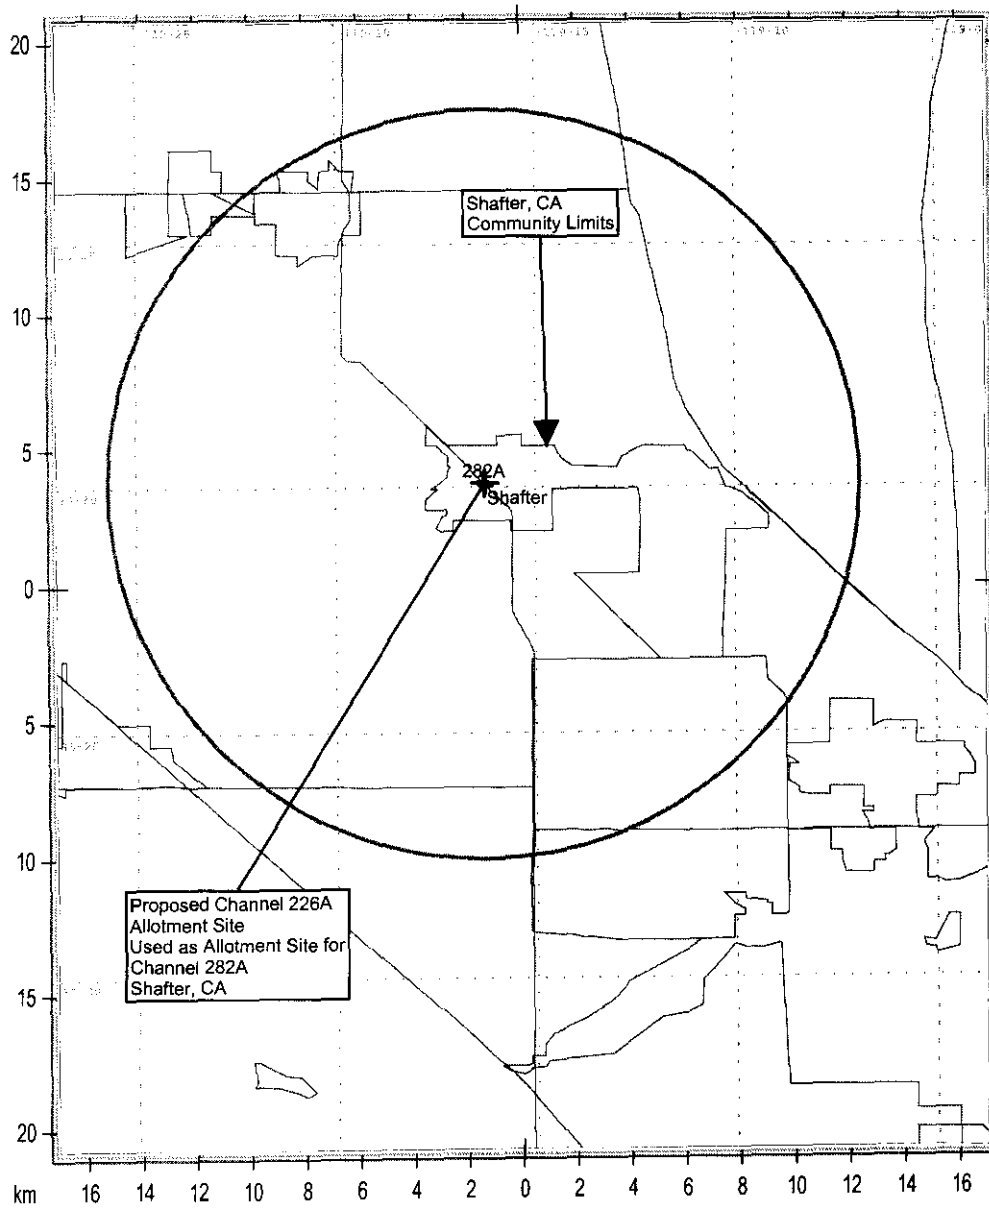 20
15
10
5
0
5
10
15
20
Shafter, CA
Community Limits
282A
Shafter
Proposed Channel 226A
Allotment Site
Used as Allotment Site for
Channel 282A
Shafter, CA
km 16 14 12 10 8 6 4 2 0 2 4 6 8 10 12 14 16